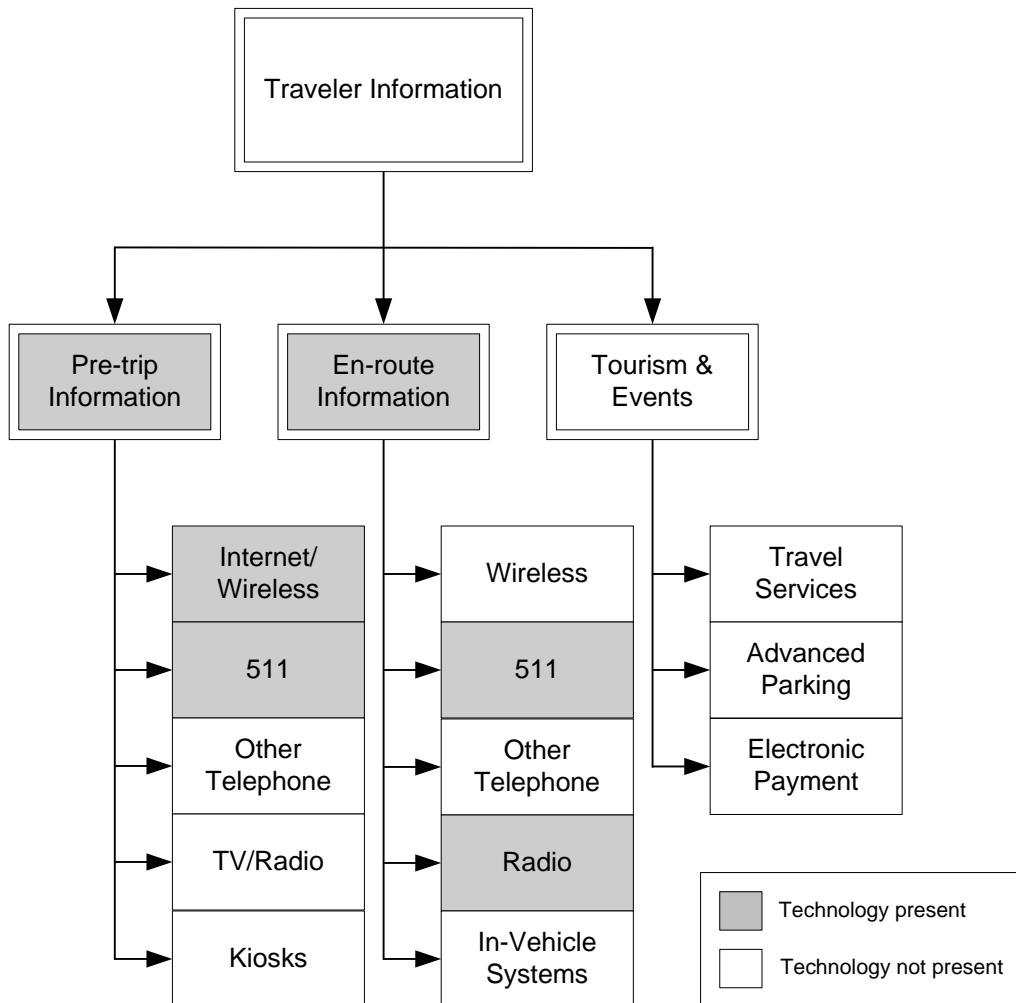 Traveler Information
Pre-trip
Information
En-route
Information
Tourism &
Events
Internet/
Wireless
511
Other
Telephone
TV/Radio
Kiosks
Wireless
511
Other
Telephone
Radio
In-Vehicle
Systems
Travel
Services
Advanced
Parking
Electronic
Payment
Technology present
Technology not present